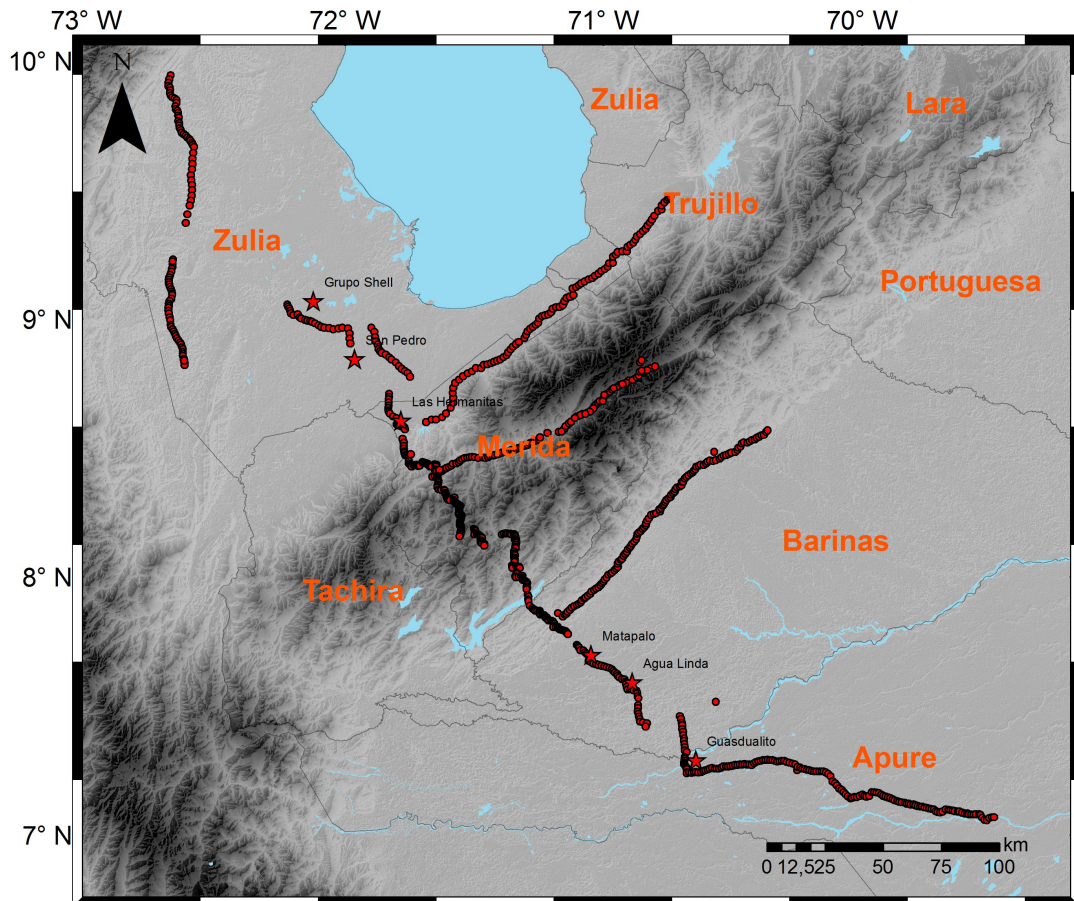 73° W 72° W 71° W 70° W
10° N
N
Zulia
Lara
Trujillo
Zulia
Portuguesa
Grupo Shell
9° N
San Pedro
Las Hermanitas
Merida
Barinas
8° N
Tachira
Matapalo
Agua Linda
Guasdualito
Apure
7° N
km
0 12,525 50 75 100